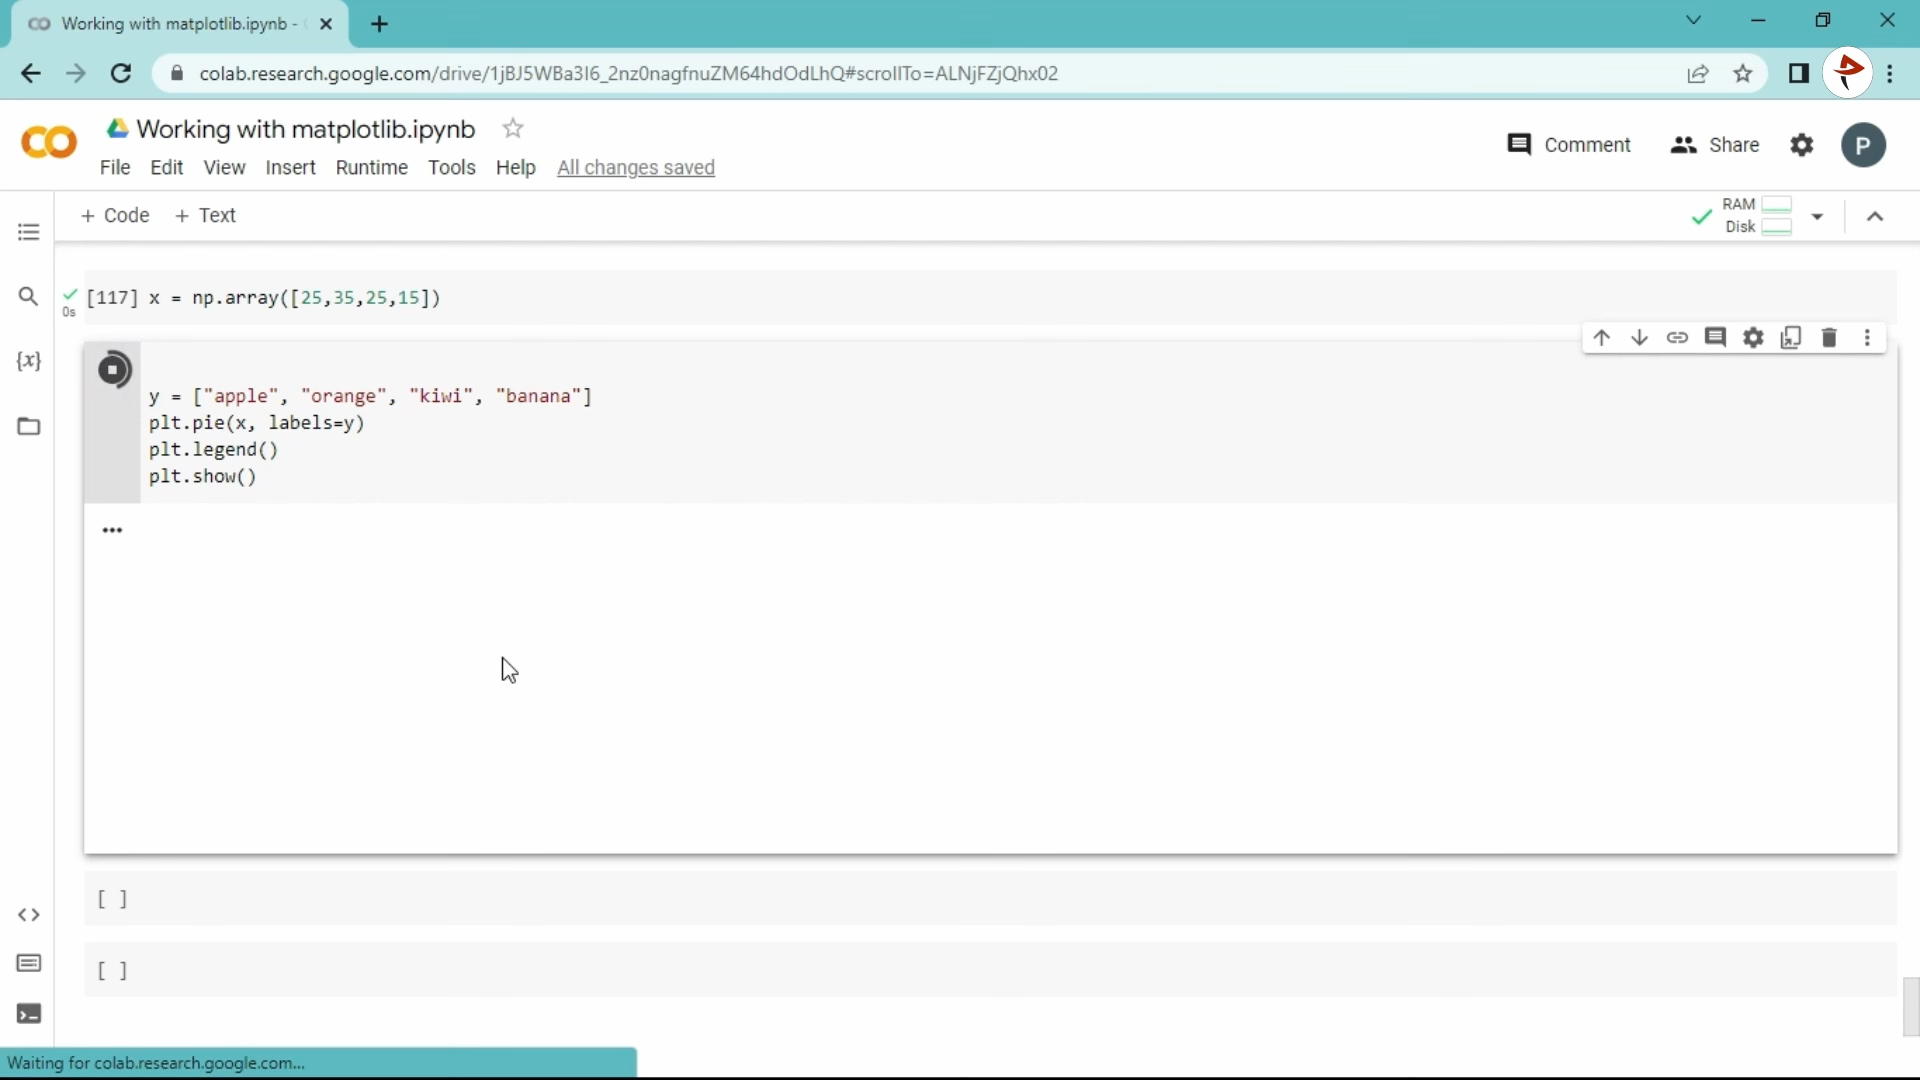 Working with matplotlib.ipynb -
colab.research.google.com/drive/1jBJ5WBa3I6_2nz0nagfnuZM64hdOdLhQ#scrollTo=ALNjFZjQhx02
Working with matplotlib.ipynb
Comment
Share
P
File Edit View Insert Runtime Tools Help All changes saved
+ Code + Text
RAM
Disk
[117] x = np.array([25,35,25,15])
0s
{x}
y = ["apple", "orange", "kiwi", "banana"]
plt.pie(x, labels=y)
plt.legend()
plt.show()
[ ]
[ ]
Waiting for colab.research.google.com...